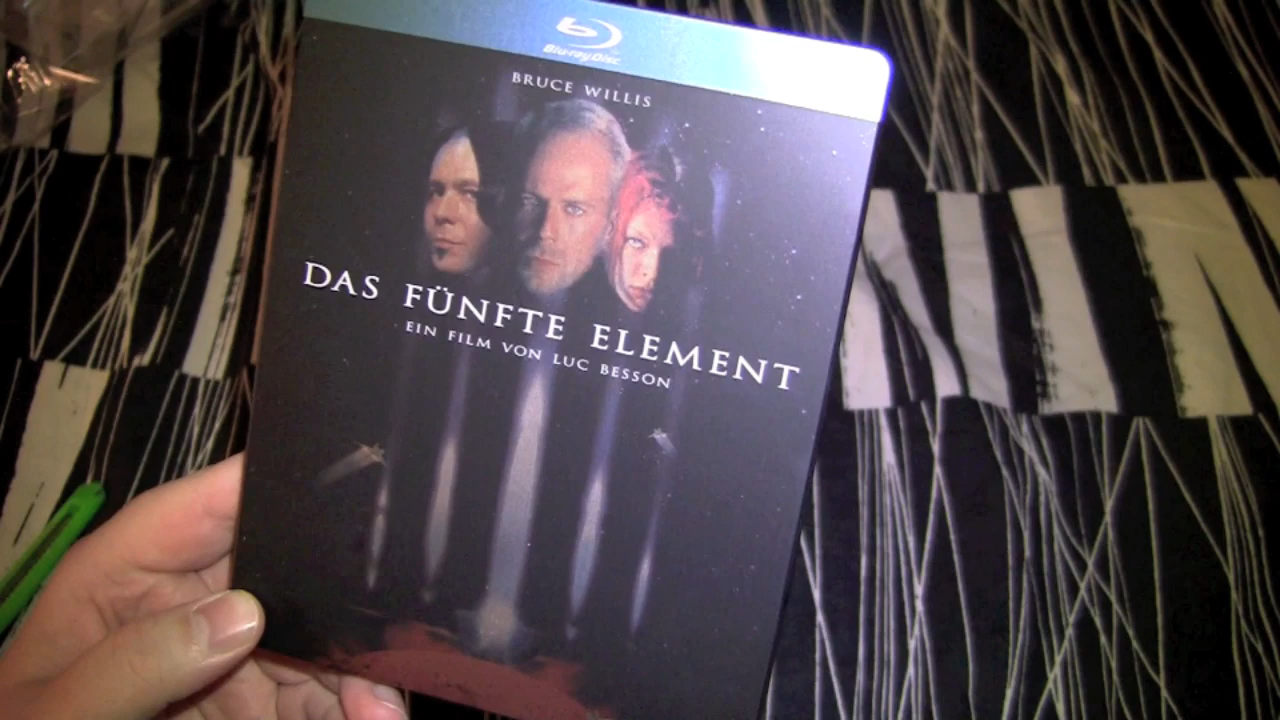 Blu-ray Disc
BRUCE WILLIS
DAS FÜNFTE ELEMENT
EIN FILM VON LUC BESSON